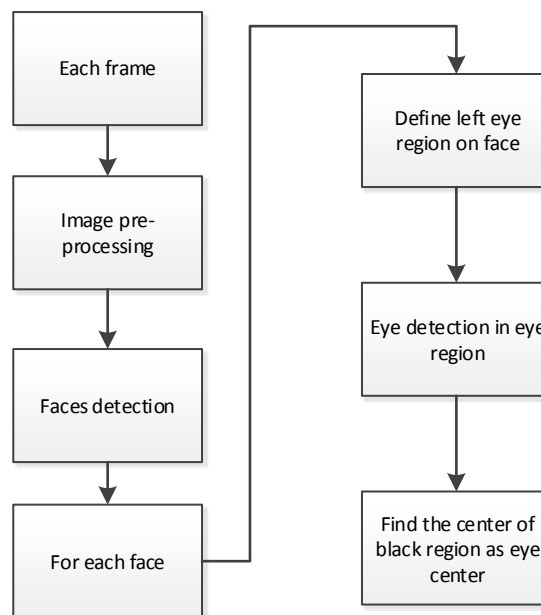 Each frame
Image pre-
processing
Faces detection
For each face
Define left eye
region on face
Eye detection in eye
region
Find the center of
black region as eye
center